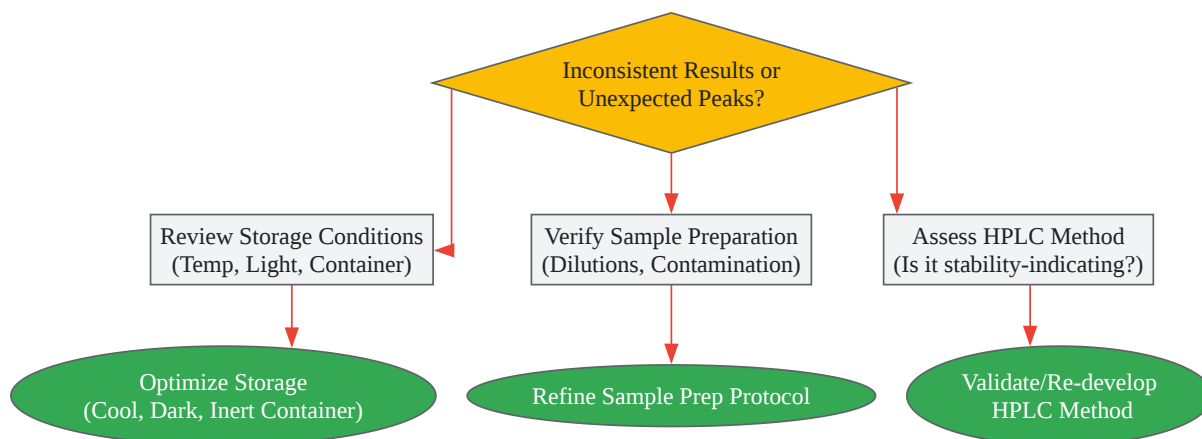 Inconsistent Results or
Unexpected Peaks?
Review Storage Conditions
(Temp, Light, Container)
Verify Sample Preparation
(Dilutions, Contamination)
Assess HPLC Method
(Is it stability-indicating?)
Optimize Storage
(Cool, Dark, Inert Container)
Refine Sample Prep Protocol
Validate/Re-develop
HPLC Method